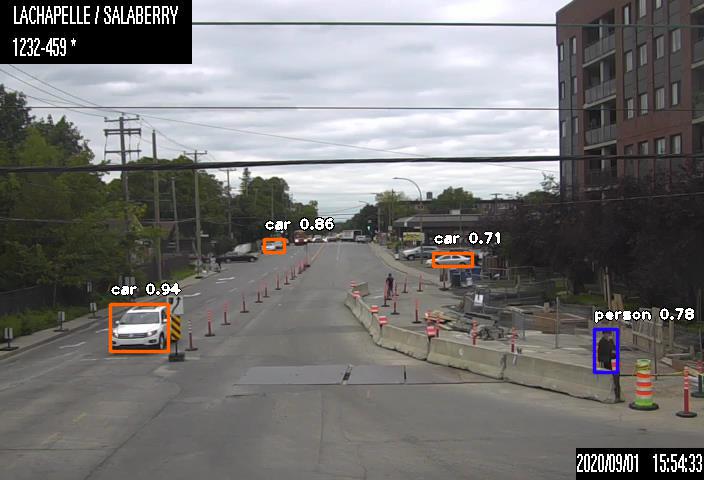 LACHAPELLE / SALABERRY
1232-459 *
car 0.86
car 0.71
car 0.94
person 0.78
2020/09/01 15:54:33